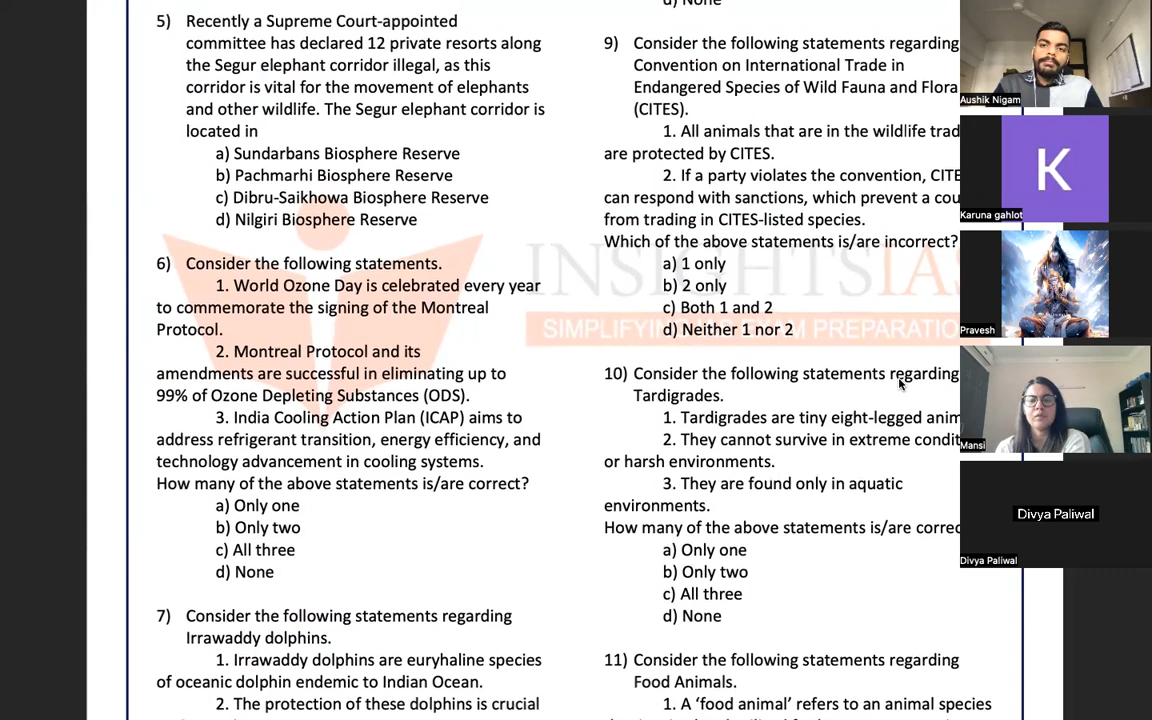 5) Recently a Supreme Court-appointed
committee has declared 12 private resorts along
the Segur elephant corridor illegal, as this
corridor is vital for the movement of elephants
and other wildlife. The Segur elephant corridor is
located in
a) Sundarbans Biosphere Reserve
b) Pachmarhi Biosphere Reserve
c) Dibru-Saikhowa Biosphere Reserve
d) Nilgiri Biosphere Reserve
6) Consider the following statements.
1. World Ozone Day is celebrated every year
to commemorate the signing of the Montreal
Protocol.
2. Montreal Protocol and its
amendments are successful in eliminating up to
99% of Ozone Depleting Substances (ODS).
3. India Cooling Action Plan (ICAP) aims to
address refrigerant transition, energy efficiency, and
technology advancement in cooling systems.
How many of the above statements is/are correct?
a) Only one
b) Only two
c) All three
d) None
7) Consider the following statements regarding
Irrawaddy dolphins.
1. Irrawaddy dolphins are euryhaline species
of oceanic dolphin endemic to Indian Ocean.
2. The protection of these dolphins is crucial
d) None
9) Consider the following statements regarding
Convention on International Trade in
Endangered Species of Wild Fauna and Flora
(CITES).
1. All animals that are in the wildlife trad
are protected by CITES.
2. If a party violates the convention, CITE
can respond with sanctions, which prevent a cou
from trading in CITES-listed species.
Which of the above statements is/are incorrect?
a) 1 only
b) 2 only
c) Both 1 and 2
d) Neither 1 nor 2
10) Consider the following statements regarding
Tardigrades.
1. Tardigrades are tiny eight-legged anim
2. They cannot survive in extreme condit
or harsh environments.
3. They are found only in aquatic
environments.
How many of the above statements is/are correc
a) Only one
b) Only two
c) All three
d) None
11) Consider the following statements regarding
Food Animals.
1. A ‘food animal’ refers to an animal species
INSIGHTSIAS
SIMPLIFYING IAS EXAM PREPARATIO
Aushik Nigam
K
Karuna gahlot
Pravesh
Mansi
Divya Paliwal
Divya Paliwal